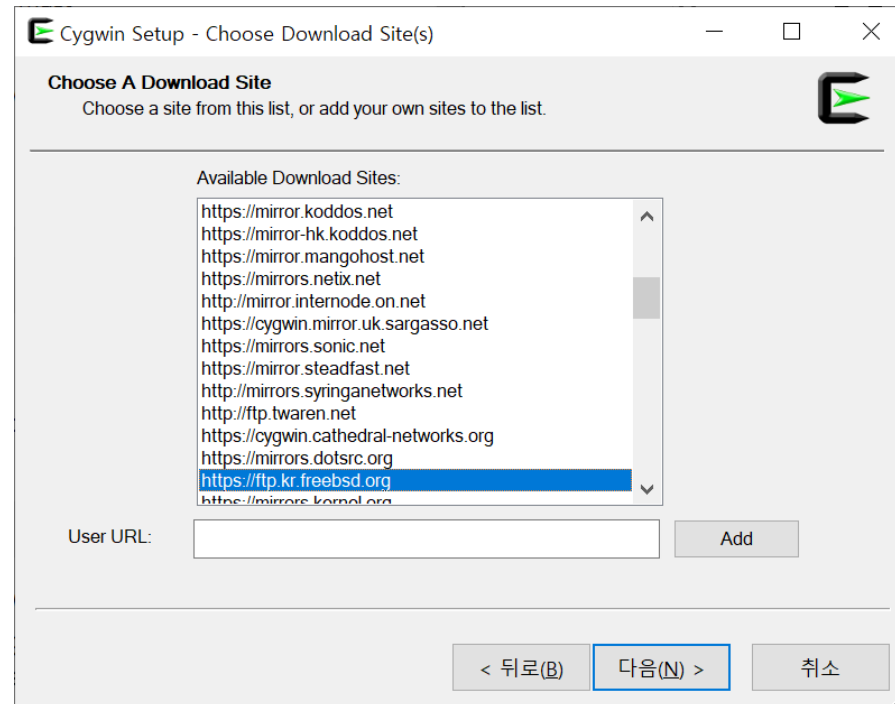 Cygwin Setup - Choose Download Site(s)
Choose A Download Site
Choose a site from this list, or add your own sites to the list.
Available Download Sites:
https://mirror.koddos.net
https://mirror-hk.koddos.net
https://mirror.mangohost.net
https://mirrors.netix.net
http://mirror.internode.on.net
https://cygwin.mirror.uk.sargasso.net
https://mirrors.sonic.net
https://mirror.steadfast.net
http://mirrors.syringanetworks.net
http://ftp.twaren.net
https://cygwin.cathedral-networks.org
https://mirrors.dotsrc.org
https://ftp.kr.freebsd.org
https://mirrors.kernel.org
User URL:
Add
< 뒤로(B)
다음(N) >
취소